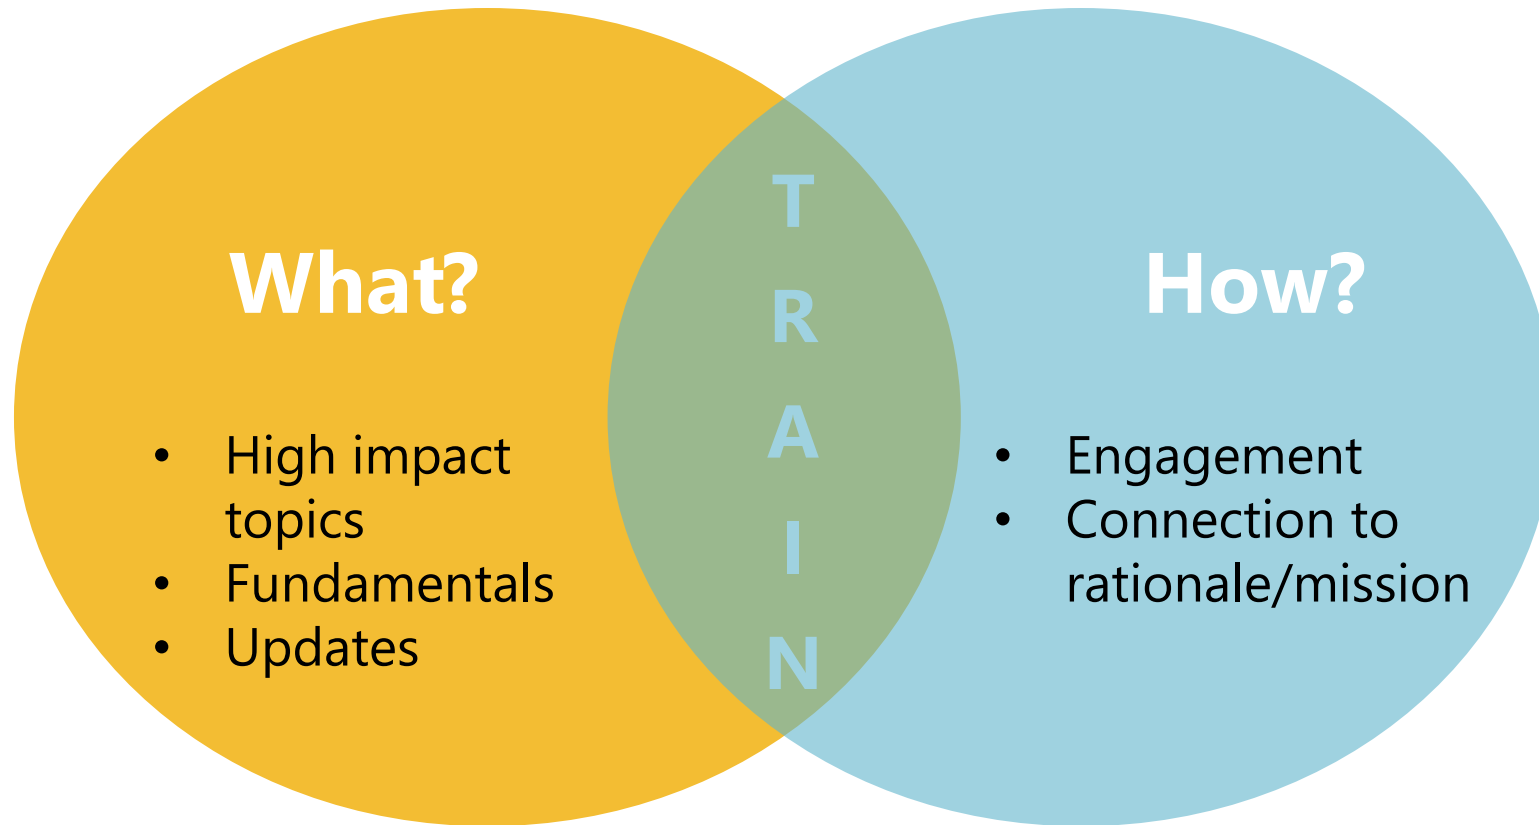 What?
• High impact
topics
• Fundamentals
• Updates
T
R
A
I
N
How?
• Engagement
• Connection to
rationale/mission